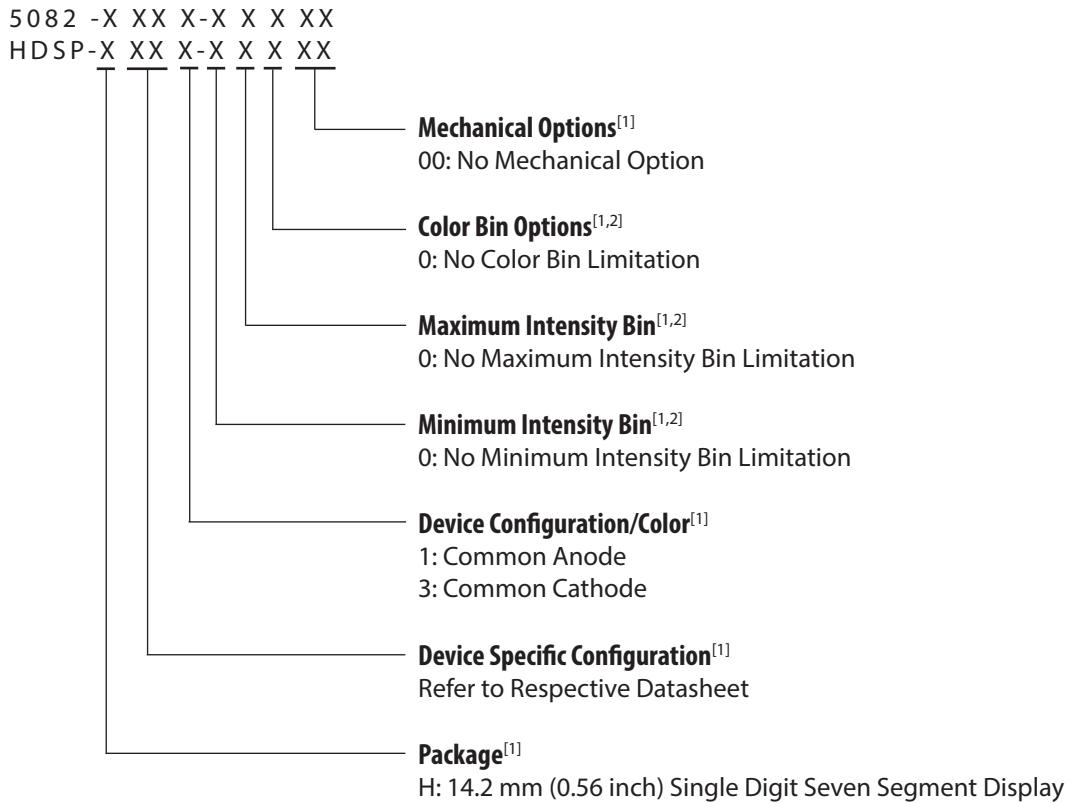 5082 -X XX X-X X X XX
HDSP-X XX X-X X X XX
Mechanical Options[1]
00: No Mechanical Option
Color Bin Options[1,2]
0: No Color Bin Limitation
Maximum Intensity Bin[1,2]
0: No Maximum Intensity Bin Limitation
Minimum Intensity Bin[1,2]
0: No Minimum Intensity Bin Limitation
Device Configuration/Color[1]
1: Common Anode
3: Common Cathode
Device Specific Configuration[1]
Refer to Respective Datasheet
Package[1]
H: 14.2 mm (0.56 inch) Single Digit Seven Segment Display